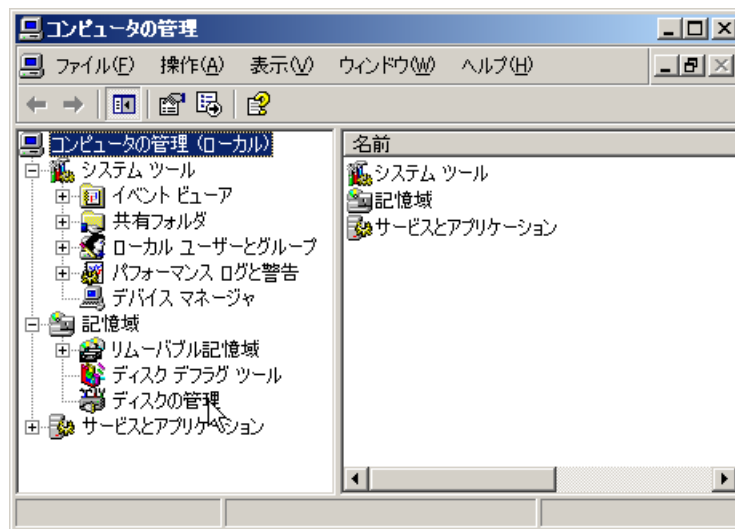 コンピュータの管理
ファイル(F) 操作(A) 表示(V) ウィンドウ(W) ヘルプ(H)
コンピュータの管理 (ローカル)
システム ツール
イベント ビューア
共有フォルダ
ローカル ユーザーとグループ
パフォーマンス ログと警告
デバイス マネージャ
記憶域
リムーバブル記憶域
ディスク デフラグ ツール
ディスクの管理
サービスとアプリケーション
名前
システム ツール
記憶域
サービスとアプリケーション